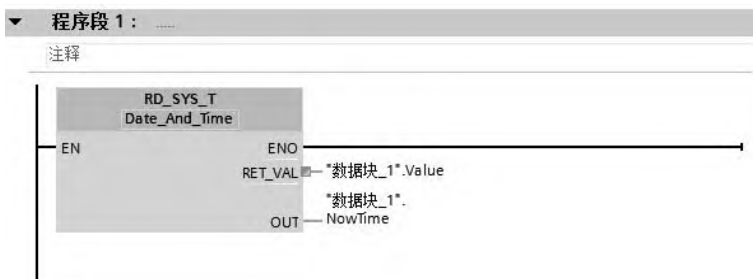 程序段 1： ......
注释
RD_SYS_T
Date_And_Time
EN
ENO
RET_VAL
"数据块_1".Value
"数据块_1".
OUT
NowTime